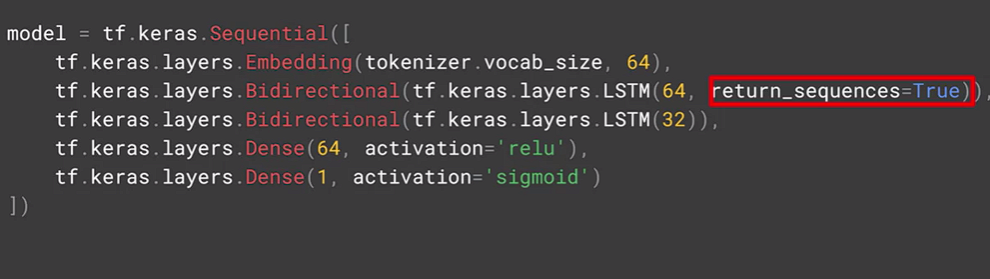 model = tf.keras.Sequential([
    tf.keras.layers.Embedding(tokenizer.vocab_size, 64),
    tf.keras.layers.Bidirectional(tf.keras.layers.LSTM(64, return_sequences=True)),
    tf.keras.layers.Bidirectional(tf.keras.layers.LSTM(32)),
    tf.keras.layers.Dense(64, activation='relu'),
    tf.keras.layers.Dense(1, activation='sigmoid')
])